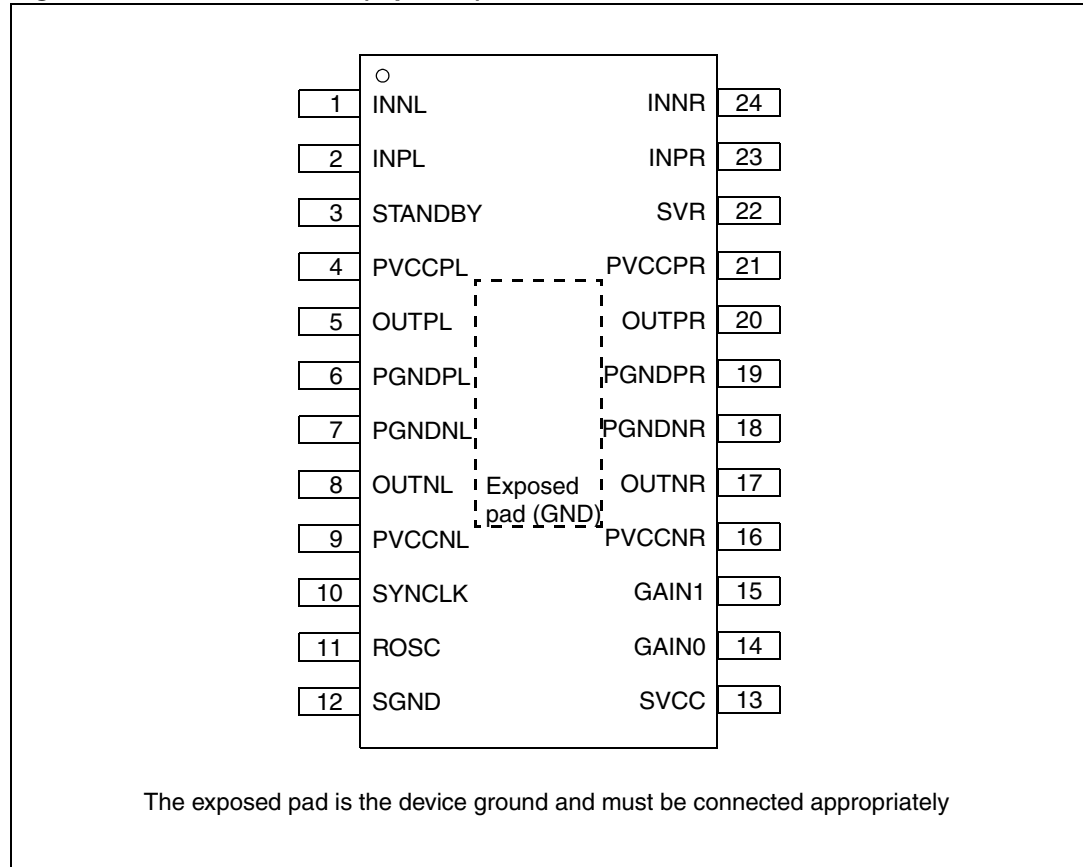 1 INNL INNR 24
2 INPL INPR 23
3 STANDBY SVR 22
4 PVCCPL PVCCPR 21
5 OUTPL OUTPR 20
6 PGNDPL PGNDPR 19
7 PGNDNL PGNDNR 18
8 OUTNL Exposed OUTNR 17
pad (GND)
9 PVCCNL PVCCNR 16
10 SYNCLK GAIN1 15
11 ROSC GAIN0 14
12 SGND SVCC 13
The exposed pad is the device ground and must be connected appropriately